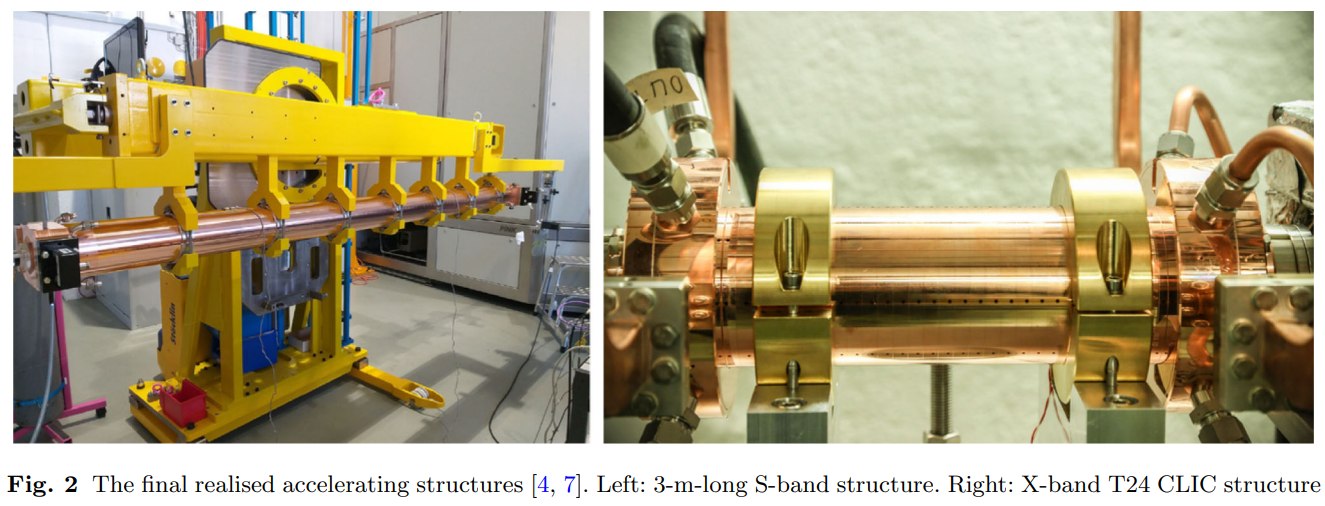 Stöcklin
Fig. 2 The final realised accelerating structures [4, 7]. Left: 3-m-long S-band structure. Right: X-band T24 CLIC structure